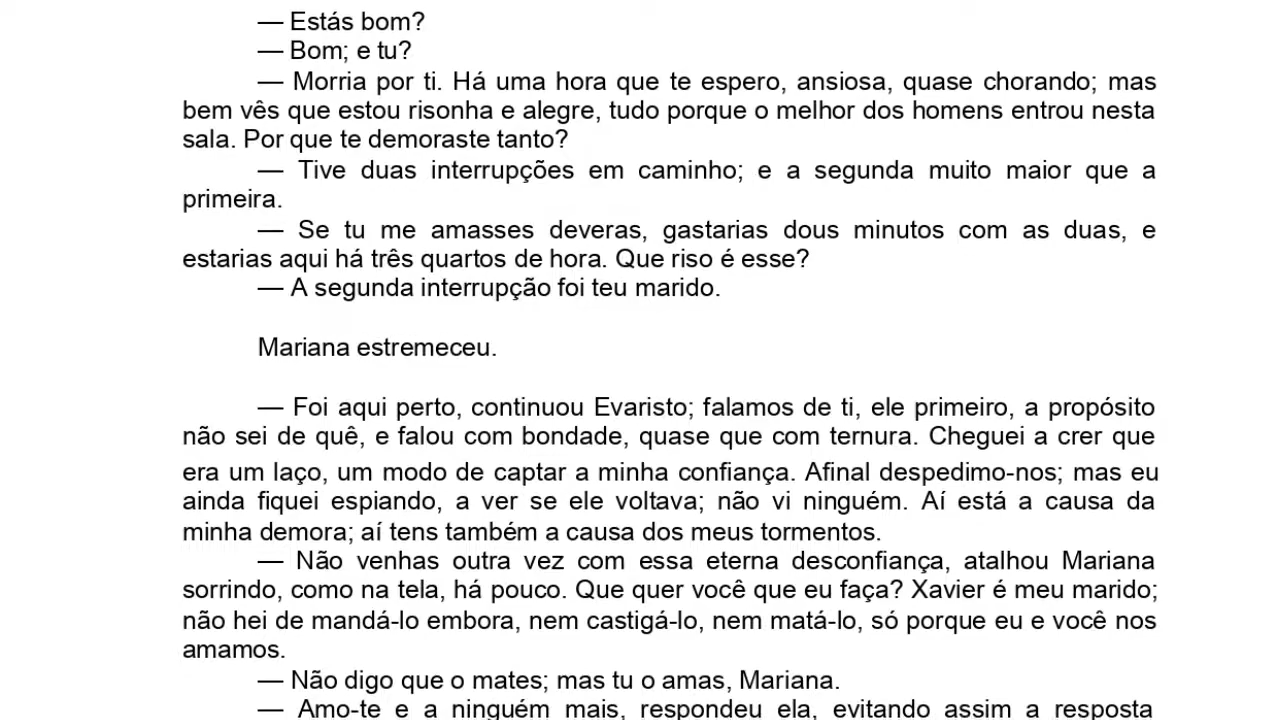 — Estás bom?
— Bom; e tu?
— Morria por ti. Há uma hora que te espero, ansiosa, quase chorando; mas
bem vês que estou risonha e alegre, tudo porque o melhor dos homens entrou nesta
sala. Por que te demoraste tanto?
— Tive duas interrupções em caminho; e a segunda muito maior que a
primeira.
— Se tu me amasses deveras, gastarias dous minutos com as duas, e
estarias aqui há três quartos de hora. Que riso é esse?
— A segunda interrupção foi teu marido.
Mariana estremeceu.
— Foi aqui perto, continuou Evaristo; falamos de ti, ele primeiro, a propósito
não sei de quê, e falou com bondade, quase que com ternura. Cheguei a crer que
era um laço, um modo de captar a minha confiança. Afinal despedimo-nos; mas eu
ainda fiquei espiando, a ver se ele voltava; não vi ninguém. Aí está a causa da
minha demora; aí tens também a causa dos meus tormentos.
— Não venhas outra vez com essa eterna desconfiança, atalhou Mariana
sorrindo, como na tela, há pouco. Que quer você que eu faça? Xavier é meu marido;
não hei de mandá-lo embora, nem castigá-lo, nem matá-lo, só porque eu e você nos
amamos.
— Não digo que o mates; mas tu o amas, Mariana.
— Amo-te e a ninguém mais, respondeu ela, evitando assim a resposta